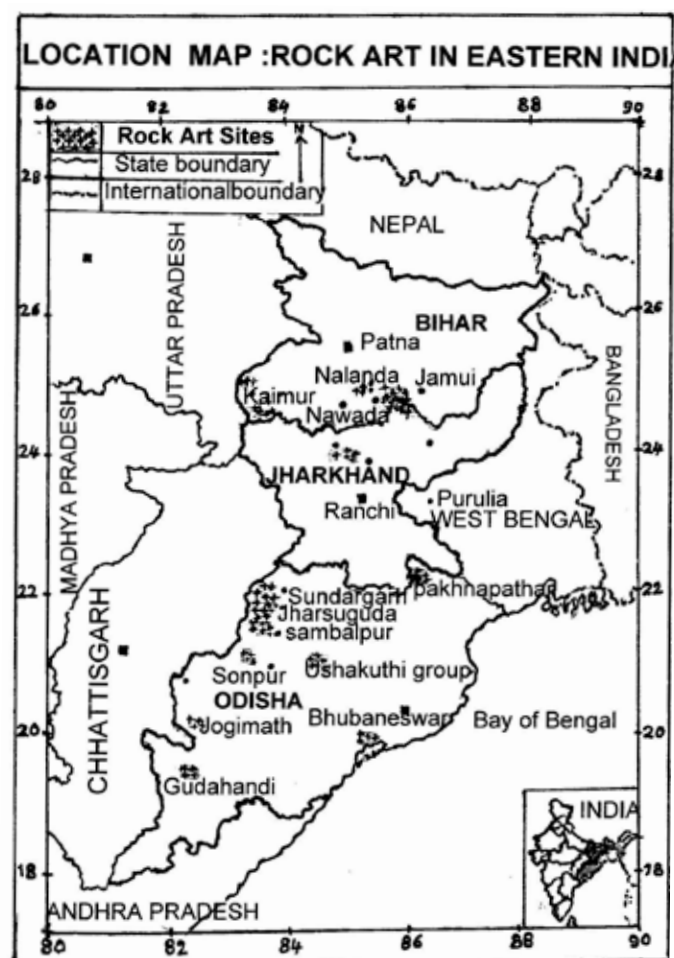 LOCATION MAP :ROCK ART IN EASTERN INDIA
80 84 86 88 90
Rock Art Sites N
State boundary
Internationalboundary
28 28
NEPAL
UTTAR PRADESH
26 26
BIHAR
Patna
BANGLADESH
Nalanda Jamui
Kaimur
Nawada
MADHYA PRADESH
24 24
JHARKHAND
Ranchi
Purulia
WEST BENGAL
22 22
pakhnapathar
Sundargarh
Jharsuguda
sambalpur
CHHATTISGARH
Sonpur Ushakuthi group
ODISHA
20 20
Jogimath Bhubaneswar Bay of Bengal
Gudahandi
INDIA
18 18
ANDHRA PRADESH
80 82 84 86 88 90